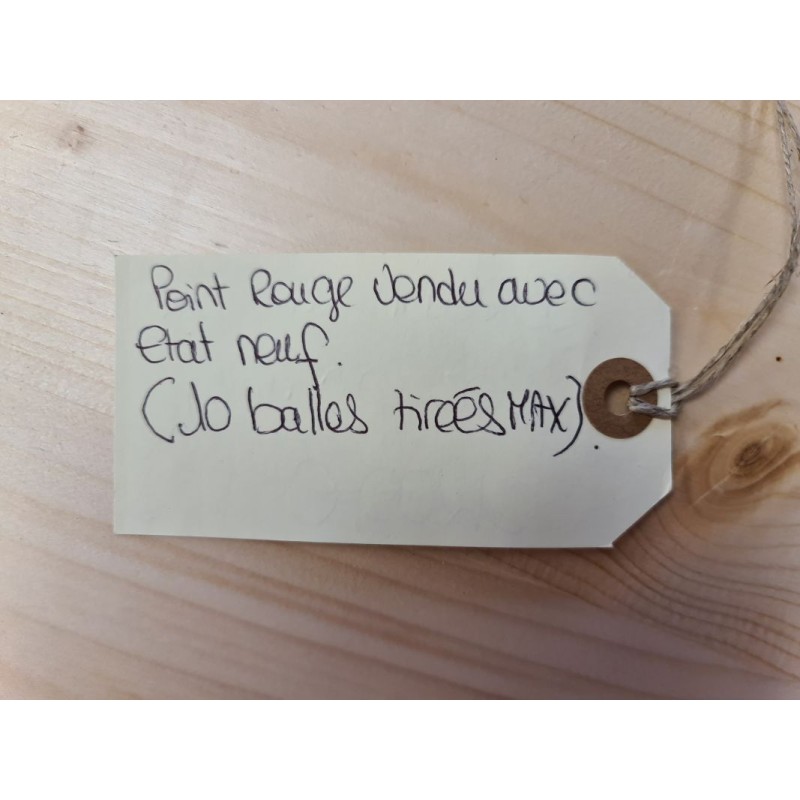 Point Rouge Vendu avec
Etat neuf.
(10 balles tirées MAX).